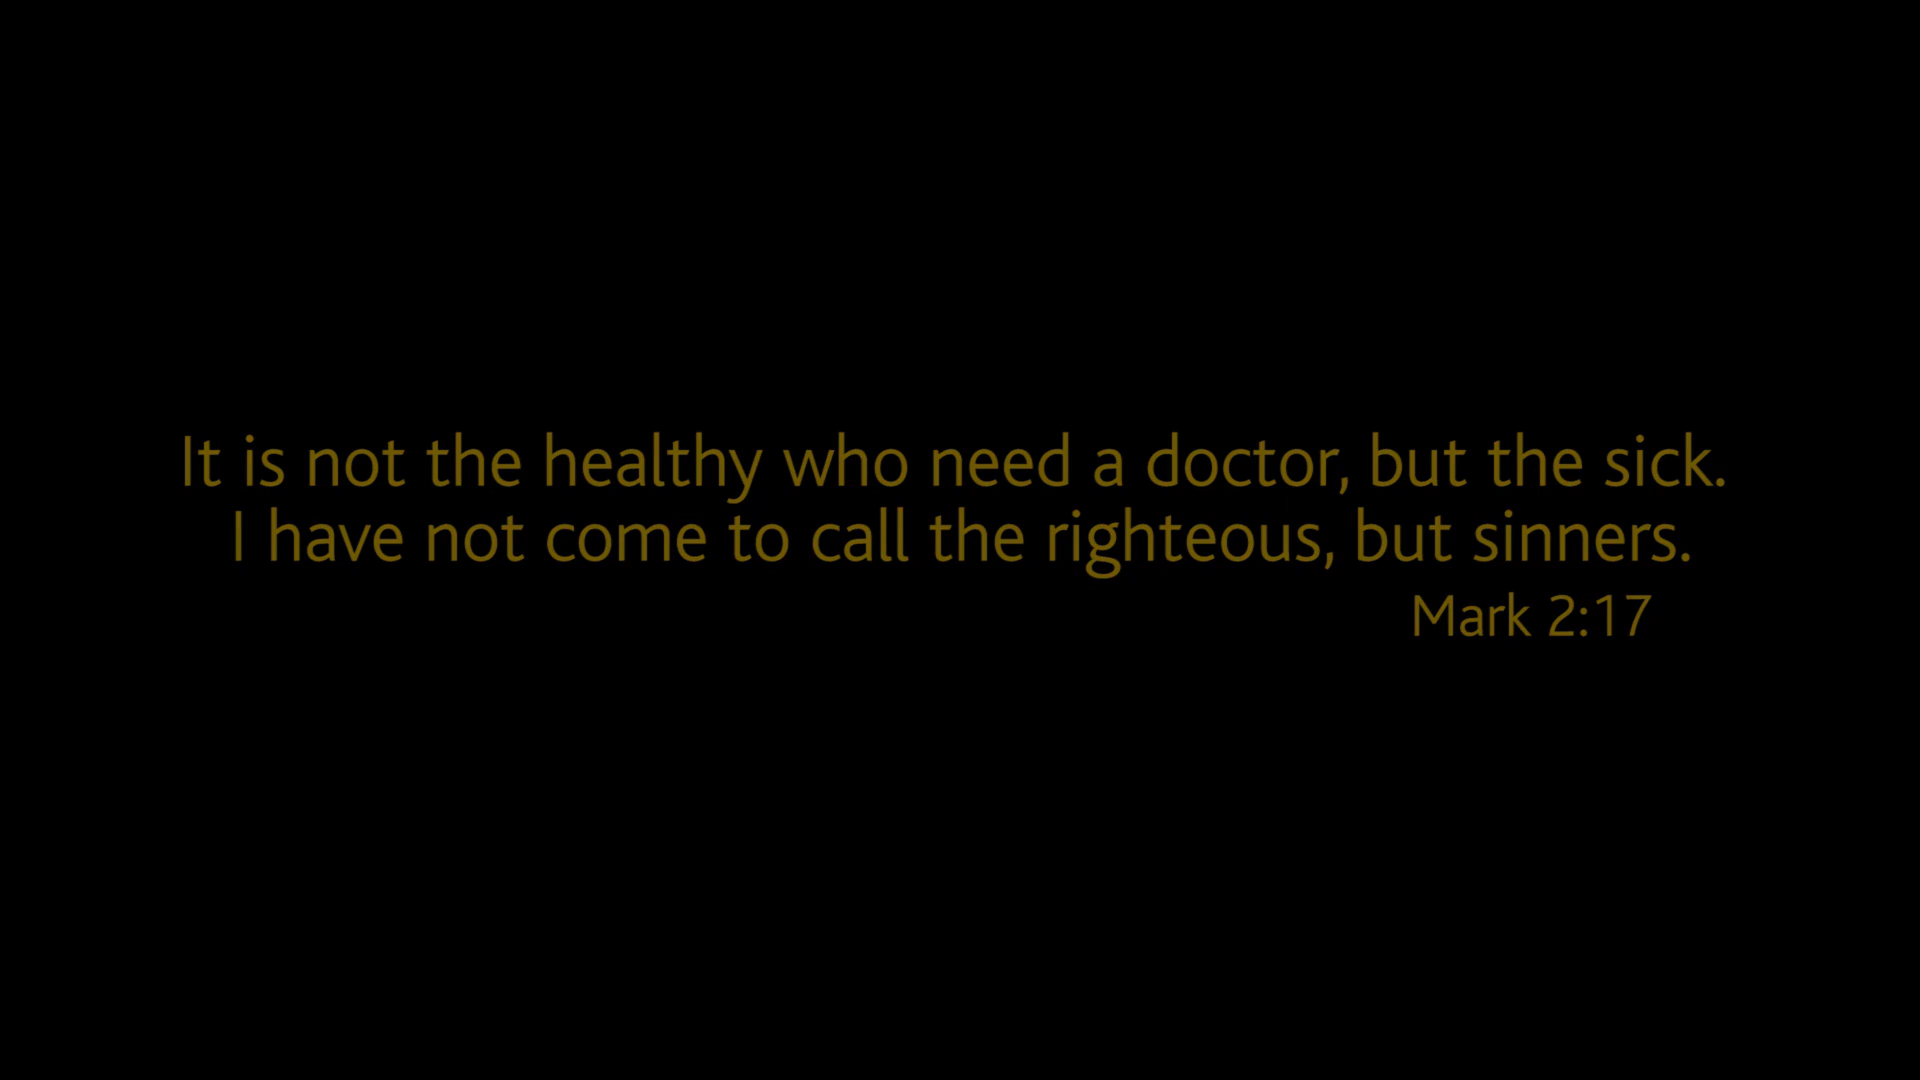 It is not the healthy who need a doctor, but the sick.
I have not come to call the righteous, but sinners.
Mark 2:17